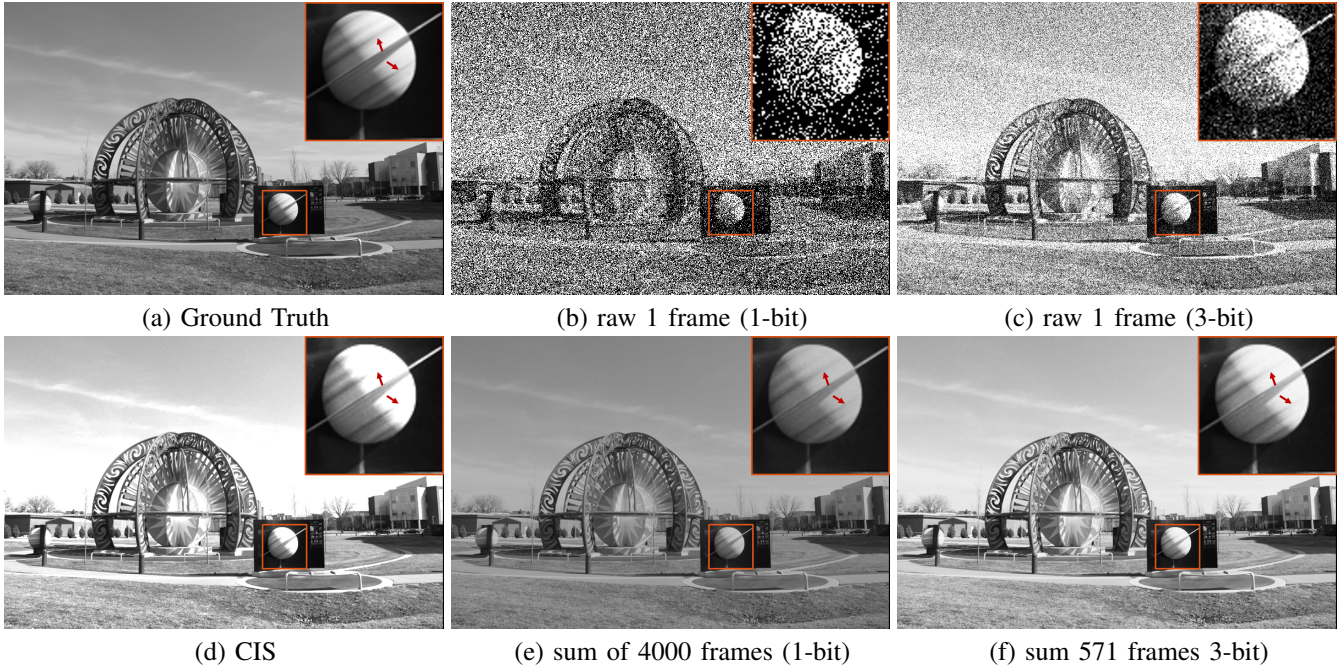 (a) Ground Truth
(b) raw 1 frame (1-bit)
(c) raw 1 frame (3-bit)
(d) CIS
(e) sum of 4000 frames (1-bit)
(f) sum 571 frames 3-bit)